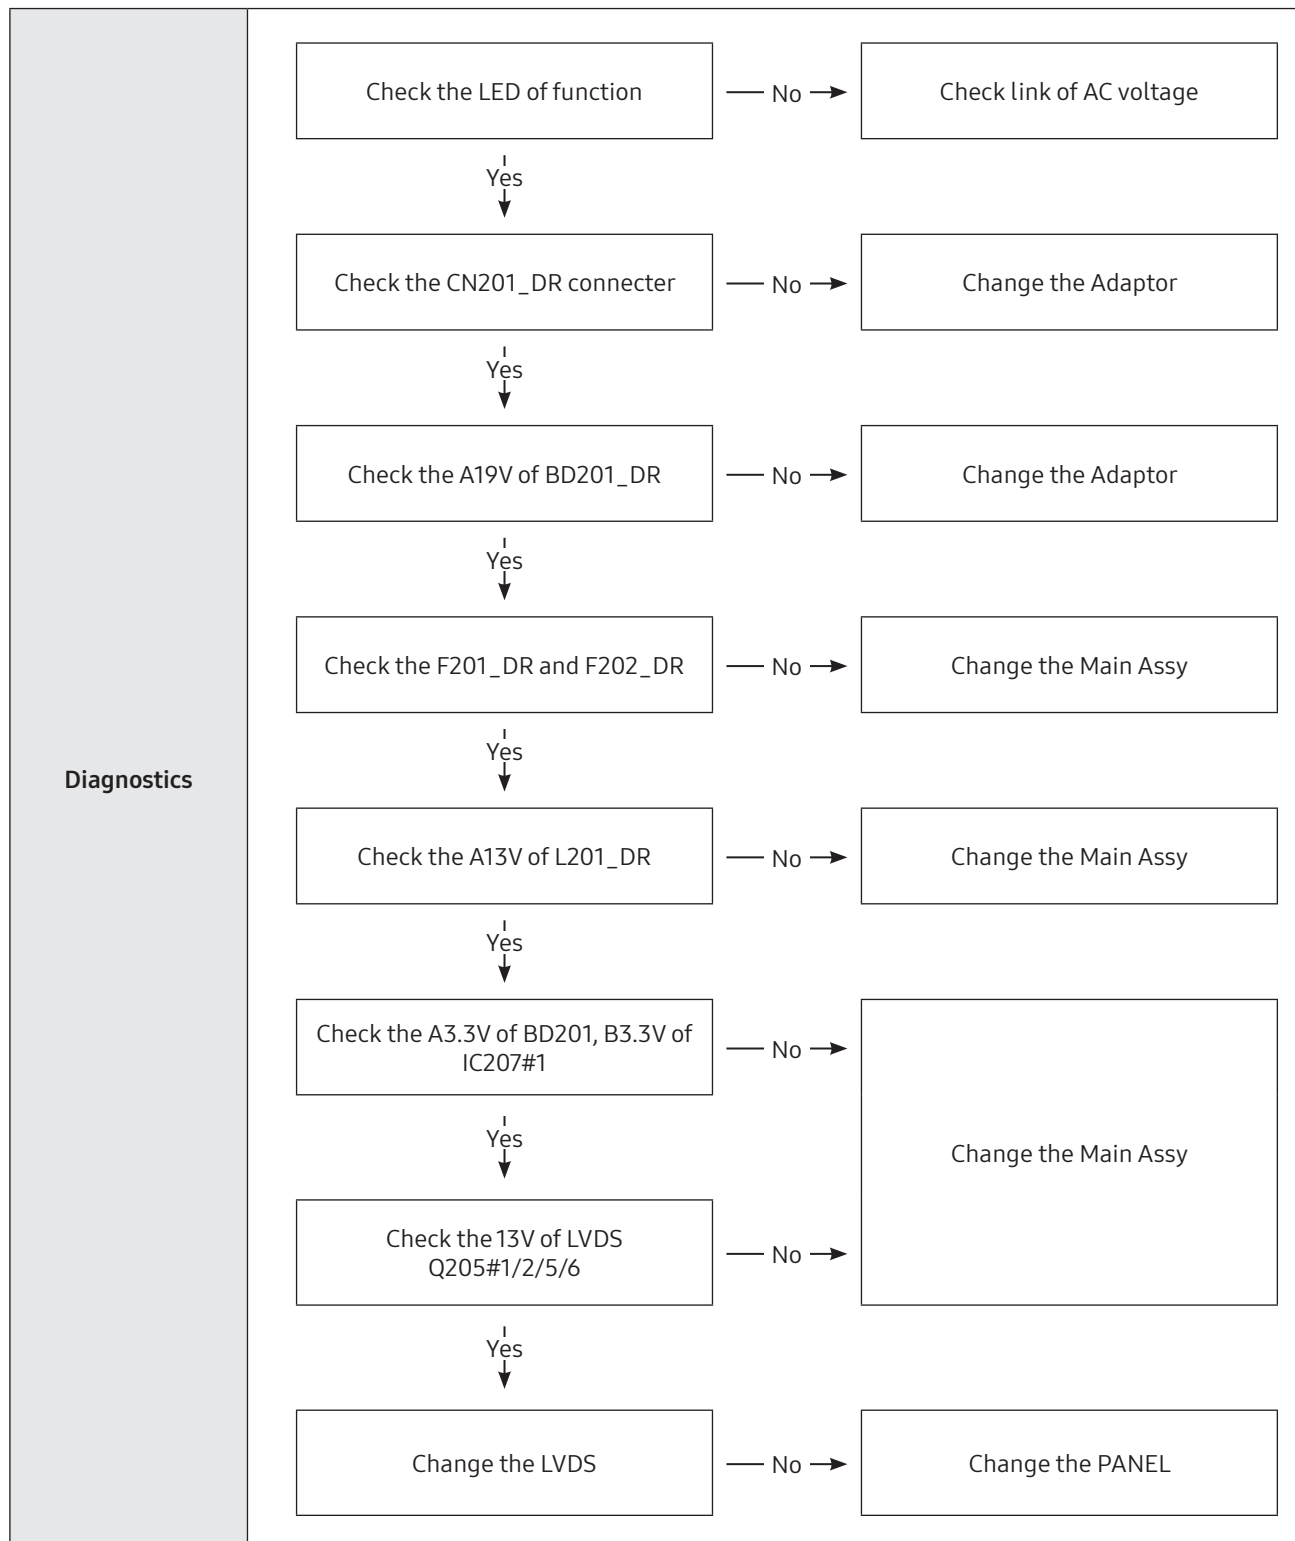 Diagnostics
Check the LED of function
No
Check link of AC voltage
Yes
Check the CN201_DR connecter
No
Change the Adaptor
Yes
Check the A19V of BD201_DR
No
Change the Adaptor
Yes
Check the F201_DR and F202_DR
No
Change the Main Assy
Yes
Check the A13V of L201_DR
No
Change the Main Assy
Yes
Check the A3.3V of BD201, B3.3V of
IC207#1
No
Change the Main Assy
Yes
Check the 13V of LVDS
Q205#1/2/5/6
No
Yes
Change the LVDS
No
Change the PANEL